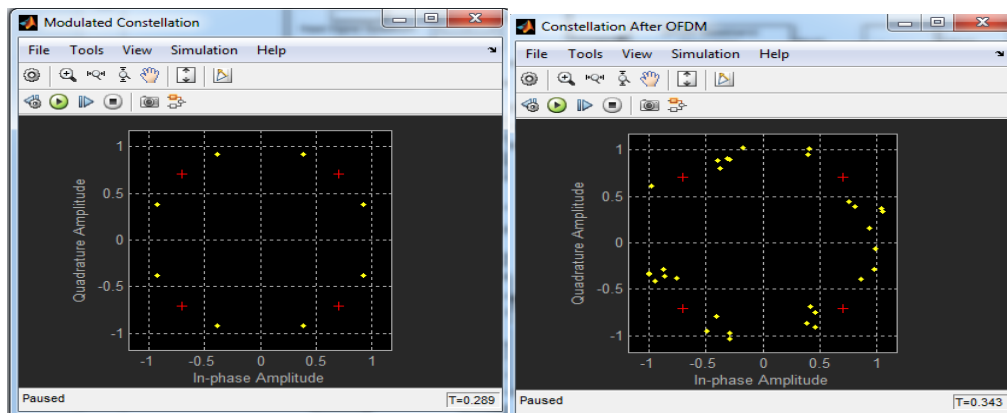 Modulated Constellation
File Tools View Simulation Help
1
0.5
0
-0.5
-1
Quadrature Amplitude
-1 -0.5 0 0.5 1
In-phase Amplitude
Paused T=0.289
Constellation After OFDM
File Tools View Simulation Help
1
0.5
0
-0.5
-1
Quadrature Amplitude
-1 -0.5 0 0.5 1
In-phase Amplitude
Paused T=0.343